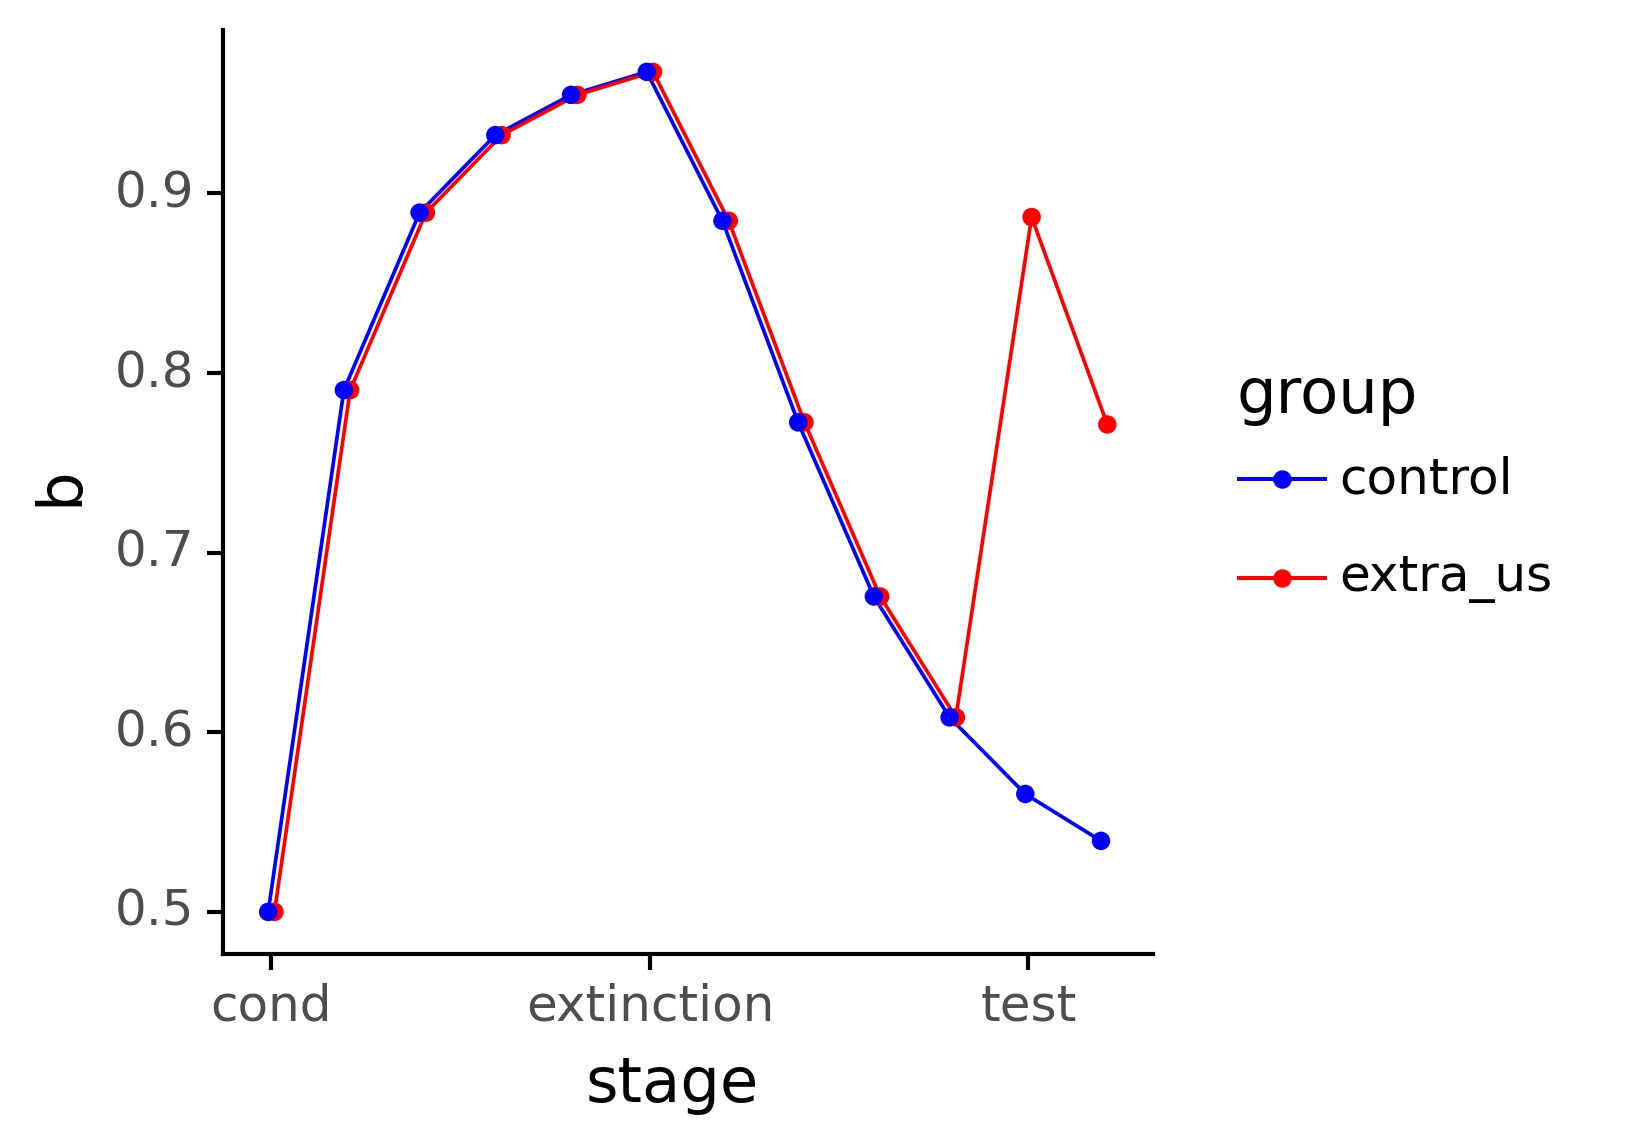 0.9
0.8
0.7
0.6
0.5
b
cond
extinction
test
stage
group
control
extra_us